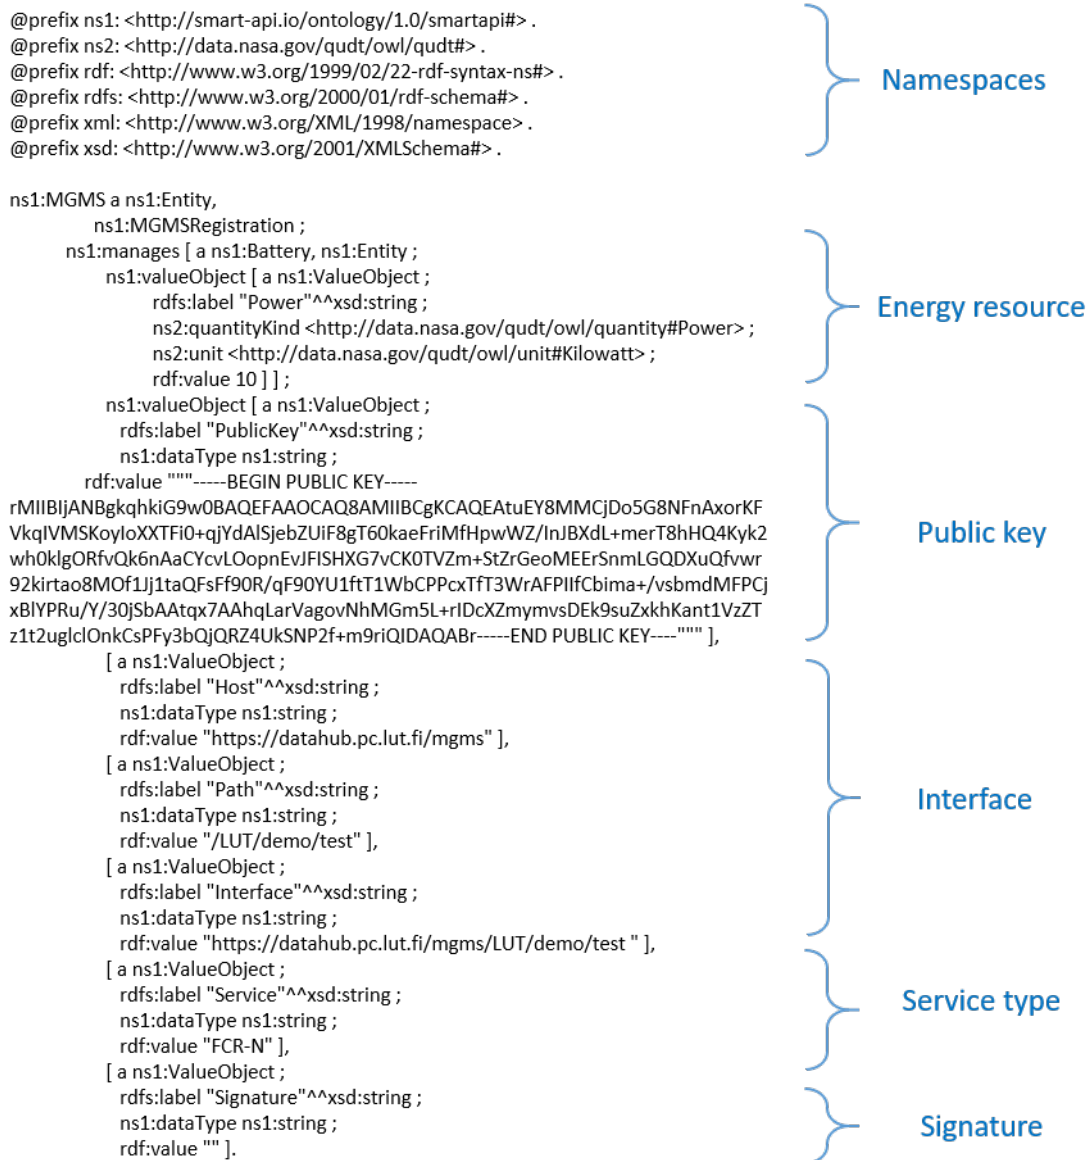 @prefix ns1: <http://smart-api.io/ontology/1.0/smartapi#> .
@prefix ns2: <http://data.nasa.gov/qudt/owl/qudt#> .
@prefix rdf: <http://www.w3.org/1999/02/22-rdf-syntax-ns#> .
@prefix rdfs: <http://www.w3.org/2000/01/rdf-schema#> .
@prefix xml: <http://www.w3.org/XML/1998/namespace> .
@prefix xsd: <http://www.w3.org/2001/XMLSchema#> .
Namespaces
ns1:MGMS a ns1:Entity,
ns1:MGMSRegistration ;
ns1:manages [ a ns1:Battery, ns1:Entity ;
ns1:valueObject [ a ns1:ValueObject ;
rdfs:label "Power"^^xsd:string ;
ns2:quantityKind <http://data.nasa.gov/qudt/owl/quantity#Power> ;
ns2:unit <http://data.nasa.gov/qudt/owl/unit#Kilowatt> ;
rdf:value 10 ] ] ;
Energy resource
ns1:valueObject [ a ns1:ValueObject ;
rdfs:label "PublicKey"^^xsd:string ;
ns1:dataType ns1:string ;
rdf:value """-----BEGIN PUBLIC KEY-----
rMIIBIjANBgkqhkiG9w0BAQEFAAOCAQ8AMIIBCgKCAQEAtuEY8MMCjDo5G8NFnAxorKF
VkqIVMSKoyIoXXTFi0+qjYdAlSjebZUiF8gT60kaeFriMfHpwWZ/InJBXdL+merT8hHQ4Kyk2
wh0klgORfvQk6nAaCYcvLOopnEvJFISHXG7vCK0TVZm+StZrGeoMEErSnmLGQDXuQfvwr
92kirtao8MOf1Jj1taQFsFf90R/qF90YU1ftT1WbCPPcxTfT3WrAFPIIfCbima+/vsbmdMFPCj
xBlYPRu/Y/30jSbAAtqx7AAhqLarVagovNhMGm5L+rIDcXZmymvsDEk9suZxkhKant1VzZT
z1t2uglclOnkCsPFy3bQjQRZ4UkSNP2f+m9riQIDAQABr-----END PUBLIC KEY----""" ],
Public key
[ a ns1:ValueObject ;
rdfs:label "Host"^^xsd:string ;
ns1:dataType ns1:string ;
rdf:value "https://datahub.pc.lut.fi/mgms" ],
[ a ns1:ValueObject ;
rdfs:label "Path"^^xsd:string ;
ns1:dataType ns1:string ;
rdf:value "/LUT/demo/test" ],
[ a ns1:ValueObject ;
rdfs:label "Interface"^^xsd:string ;
ns1:dataType ns1:string ;
rdf:value "https://datahub.pc.lut.fi/mgms/LUT/demo/test " ],
Interface
[ a ns1:ValueObject ;
rdfs:label "Service"^^xsd:string ;
ns1:dataType ns1:string ;
rdf:value "FCR-N" ],
Service type
[ a ns1:ValueObject ;
rdfs:label "Signature"^^xsd:string ;
ns1:dataType ns1:string ;
rdf:value "" ].
Signature